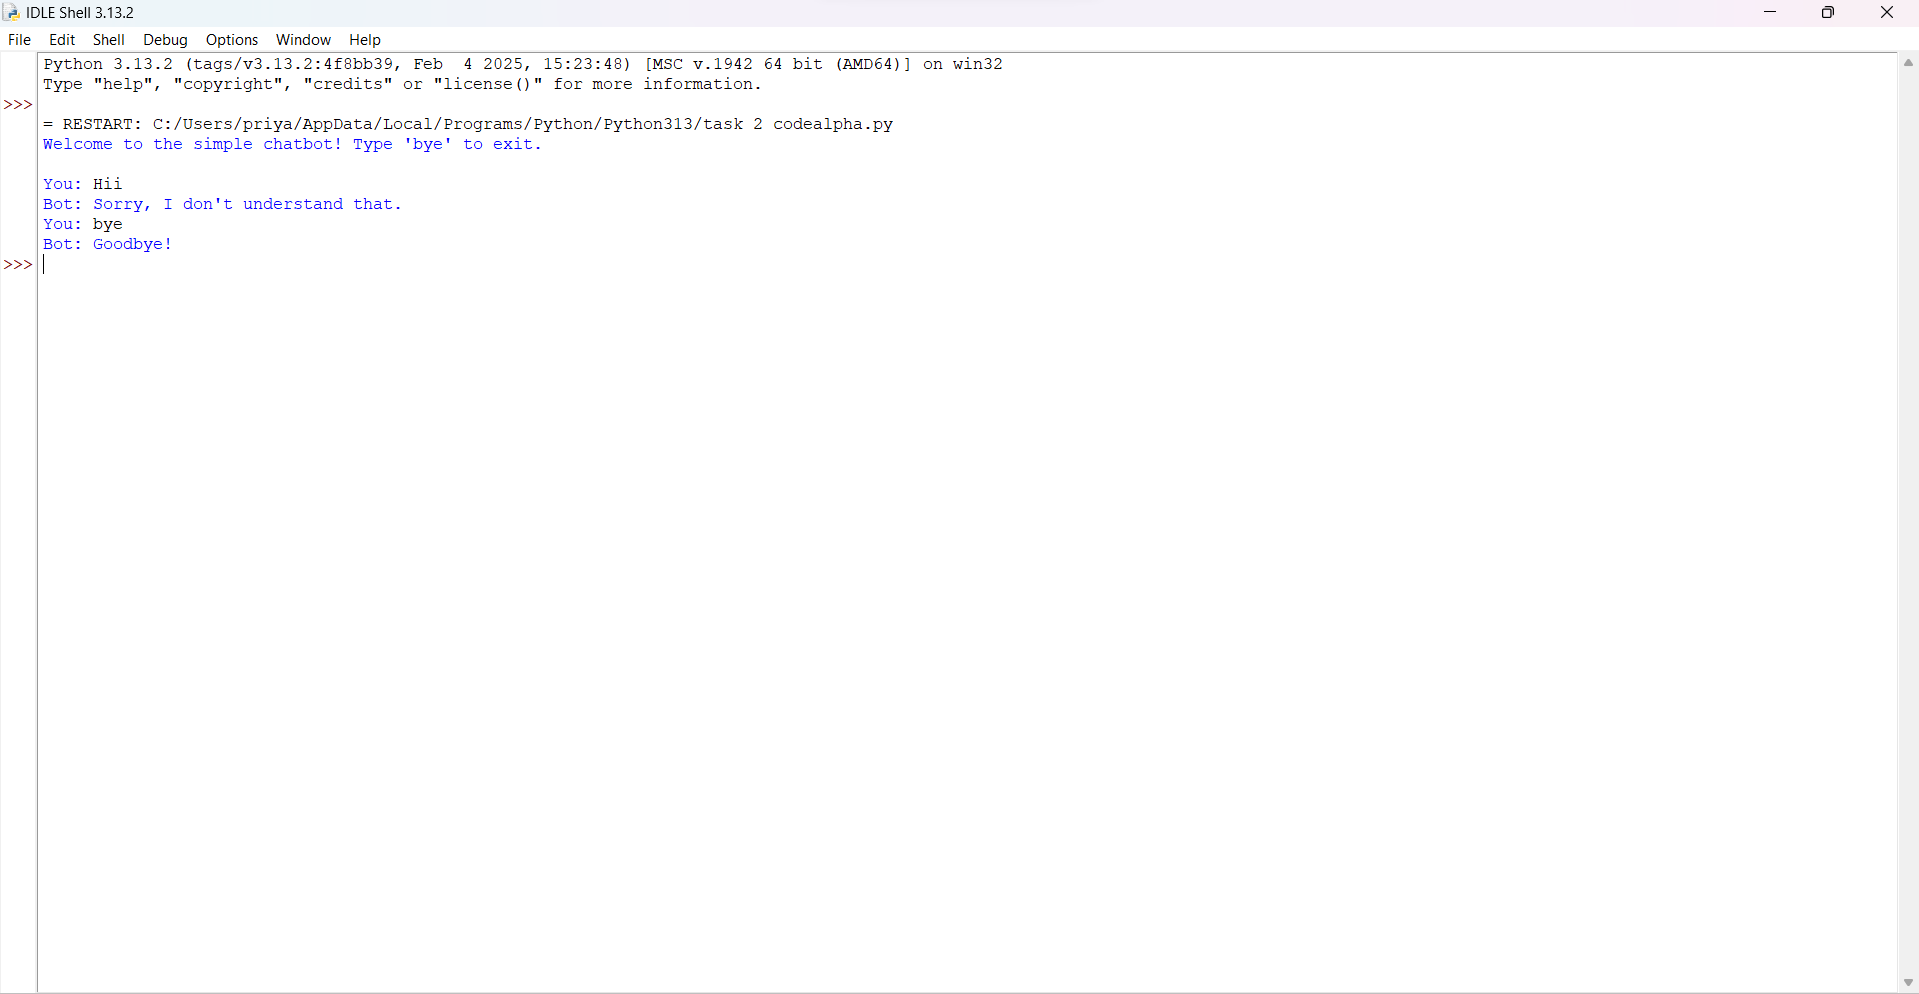 IDLE Shell 3.13.2
File Edit Shell Debug Options Window Help
Python 3.13.2 (tags/v3.13.2:4f8bb39, Feb  4 2025, 15:23:48) [MSC v.1942 64 bit (AMD64)] on win32
Type "help", "copyright", "credits" or "license()" for more information.
>>>
= RESTART: C:/Users/priya/AppData/Local/Programs/Python/Python313/task 2 codealpha.py
Welcome to the simple chatbot! Type 'bye' to exit.
You: Hii
Bot: Sorry, I don't understand that.
You: bye
Bot: Goodbye!
>>>